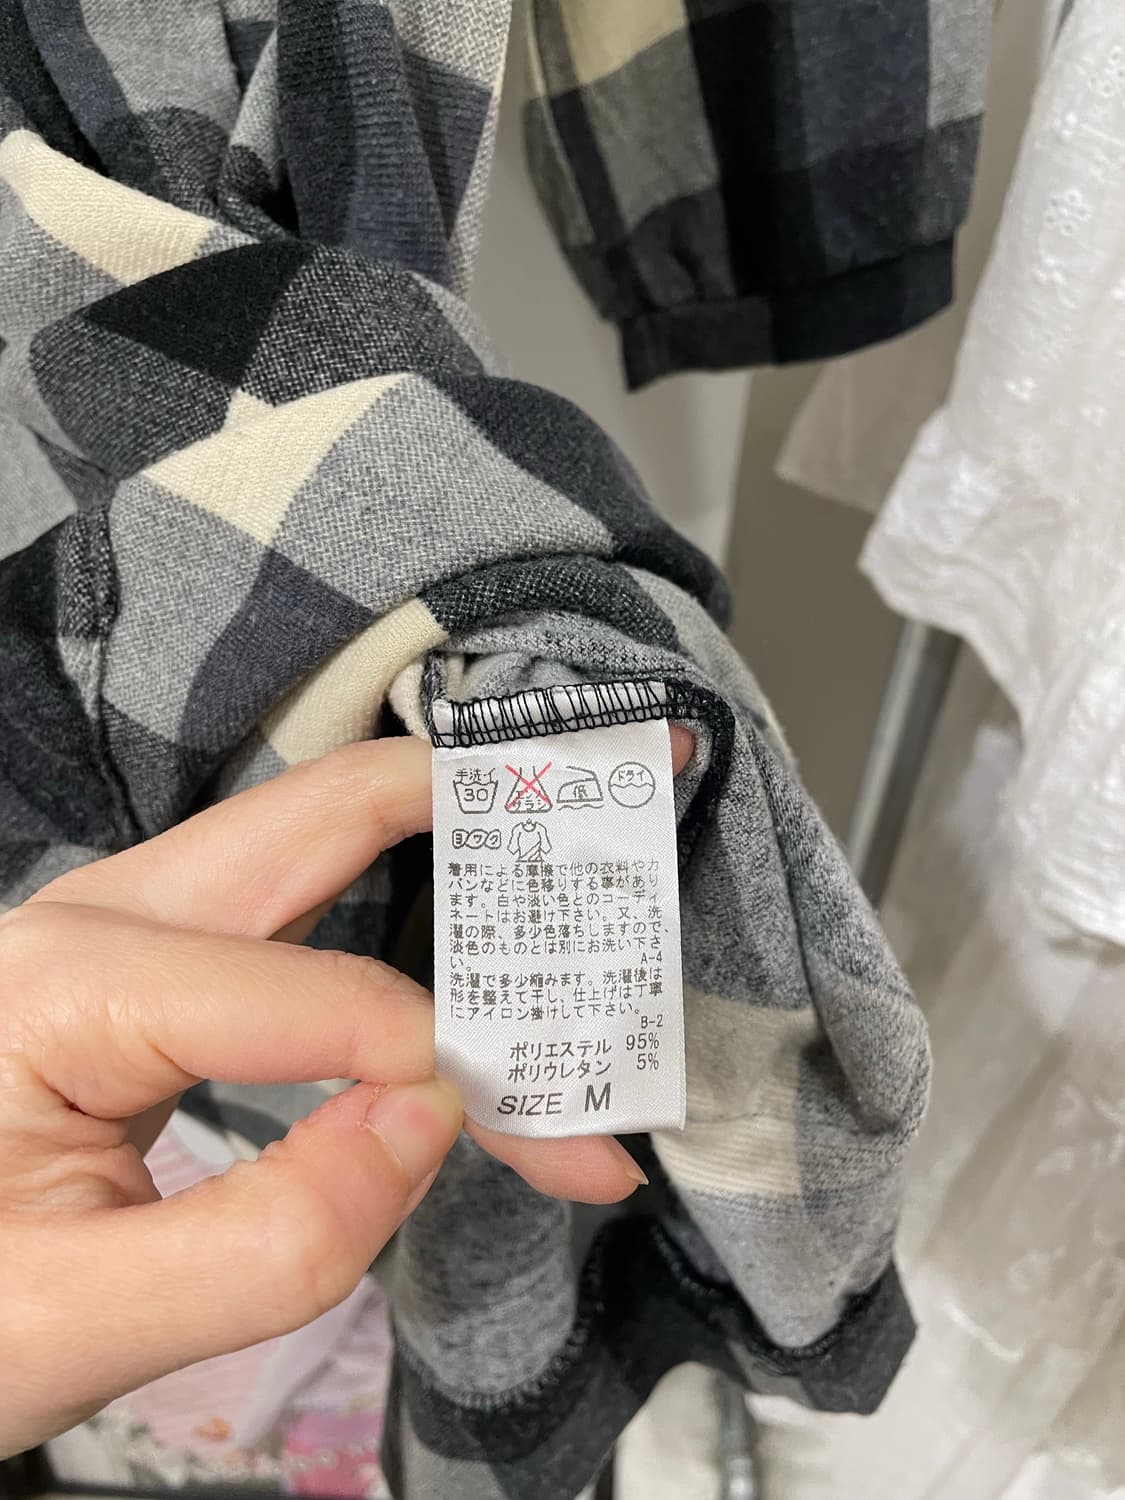 手洗イ
30
エンソ
サラシ
低
ドライ
ヨワク
着用による摩擦で他の衣料やカ
バンなどに色移りする事があり
ます。白や淡い色とのコーディ
ネートはお避け下さい。又、洗
濯の際、多少色落ちしますので、
淡色のものとは別にお洗い下さ
い。
A-4
洗濯で多少縮みます。洗濯後は
形を整えて干し、仕上げは丁寧
にアイロン掛けして下さい。
B-2
ポリエステル 95%
ポリウレタン 5%
SIZE M